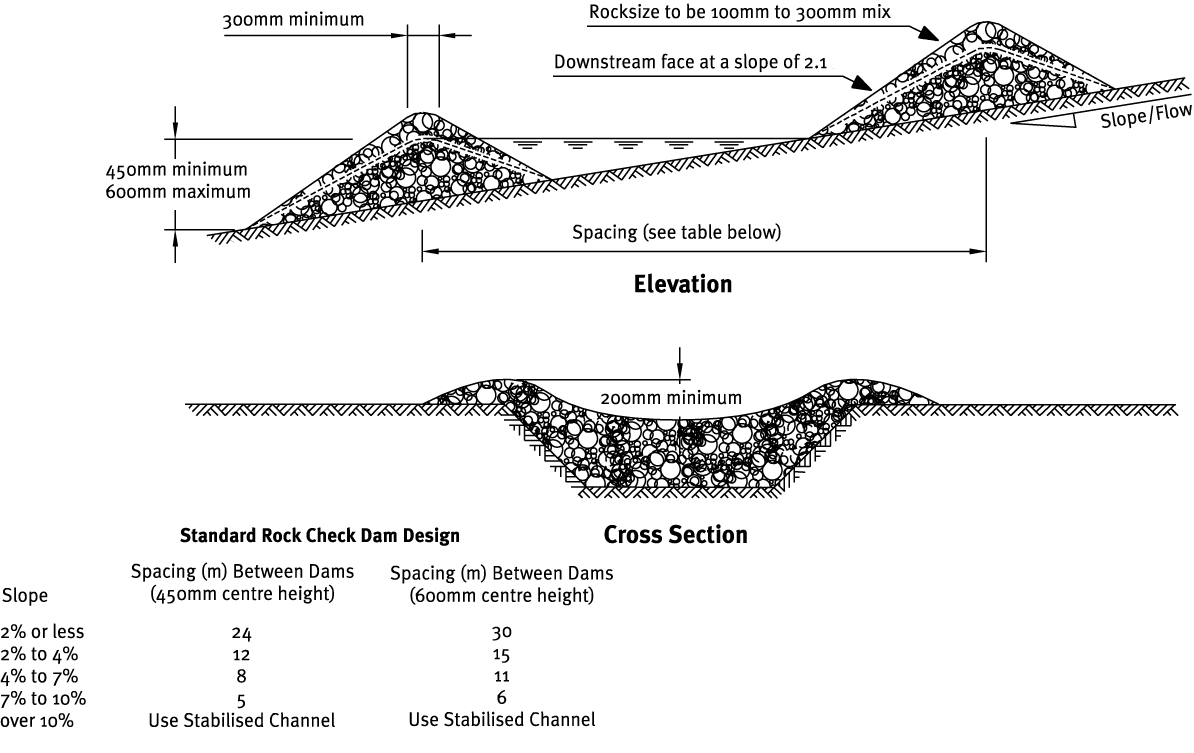 300mm minimum
Rocksize to be 100mm to 300mm mix
Downstream face at a slope of 2.1
Slope/Flow
450mm minimum
600mm maximum
Spacing (see table below)
Elevation
200mm minimum
Cross Section
Standard Rock Check Dam Design
Slope
Spacing (m) Between Dams
(450mm centre height)
Spacing (m) Between Dams
(600mm centre height)
2% or less 24 30
2% to 4% 12 15
4% to 7% 8 11
7% to 10% 5 6
over 10% Use Stabilised Channel Use Stabilised Channel